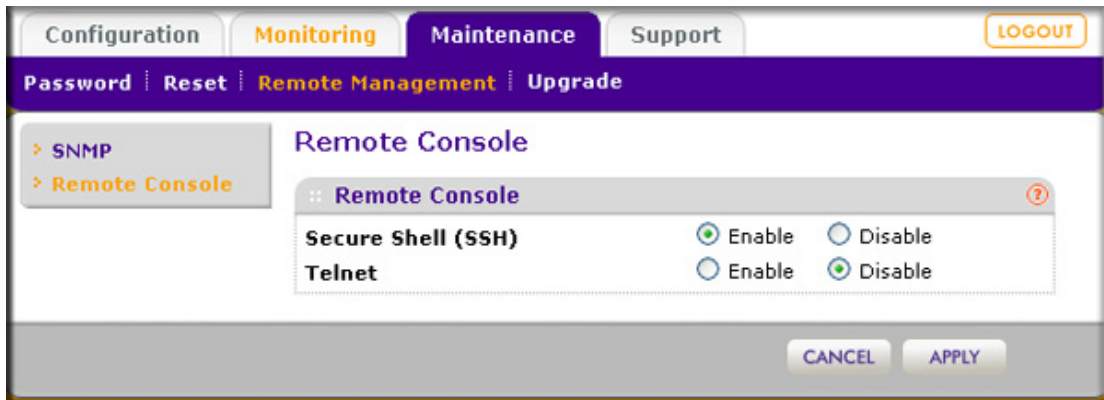 Configuration Monitoring Maintenance Support LOGOUT
Password Reset Remote Management Upgrade
SNMP
Remote Console
Remote Console
Remote Console ?
Secure Shell (SSH) Enable Disable
Telnet Enable Disable
CANCEL APPLY